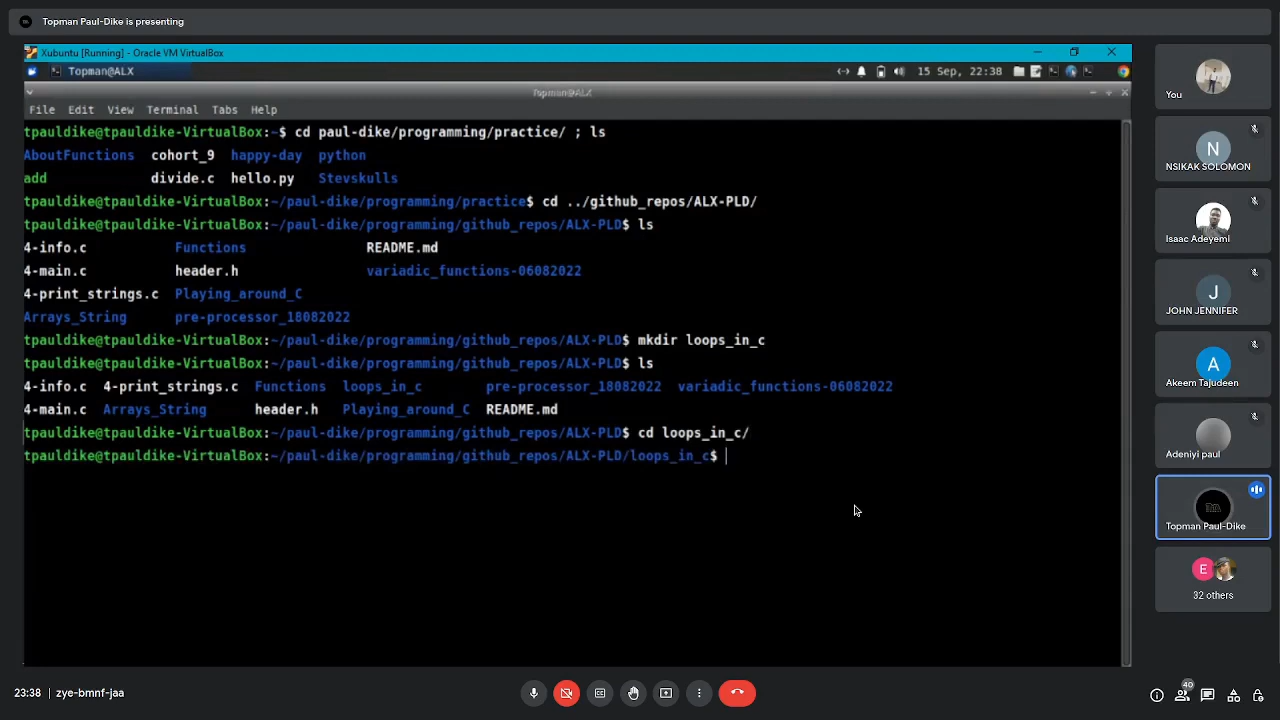 Topman Paul-Dike is presenting
Xubuntu [Running] - Oracle VM VirtualBox
Topman@ALX
15 Sep, 22:38
Topman@ALX
File Edit View Terminal Tabs Help
tpauldike@tpauldike-VirtualBox:~$ cd paul-dike/programming/practice/ ; ls
AboutFunctions cohort_9 happy-day python
add divide.c hello.py Stevskulls
tpauldike@tpauldike-VirtualBox:~/paul-dike/programming/practice$ cd ../github_repos/ALX-PLD/
tpauldike@tpauldike-VirtualBox:~/paul-dike/programming/github_repos/ALX-PLD$ ls
4-info.c Functions README.md
4-main.c header.h variadic_functions-06082022
4-print_strings.c Playing_around_C
Arrays_String pre-processor_18082022
tpauldike@tpauldike-VirtualBox:~/paul-dike/programming/github_repos/ALX-PLD$ mkdir loops_in_c
tpauldike@tpauldike-VirtualBox:~/paul-dike/programming/github_repos/ALX-PLD$ ls
4-info.c 4-print_strings.c Functions loops_in_c pre-processor_18082022 variadic_functions-06082022
4-main.c Arrays_String header.h Playing_around_C README.md
tpauldike@tpauldike-VirtualBox:~/paul-dike/programming/github_repos/ALX-PLD$ cd loops_in_c/
tpauldike@tpauldike-VirtualBox:~/paul-dike/programming/github_repos/ALX-PLD/loops_in_c$
You
N
NSIKAK SOLOMON
Isaac Adeyemi
J
JOHN JENNIFER
A
Akeem Tajudeen
Adeniyi paul
Topman Paul-Dike
E
32 others
23:38 | zye-bmnf-jaa
40